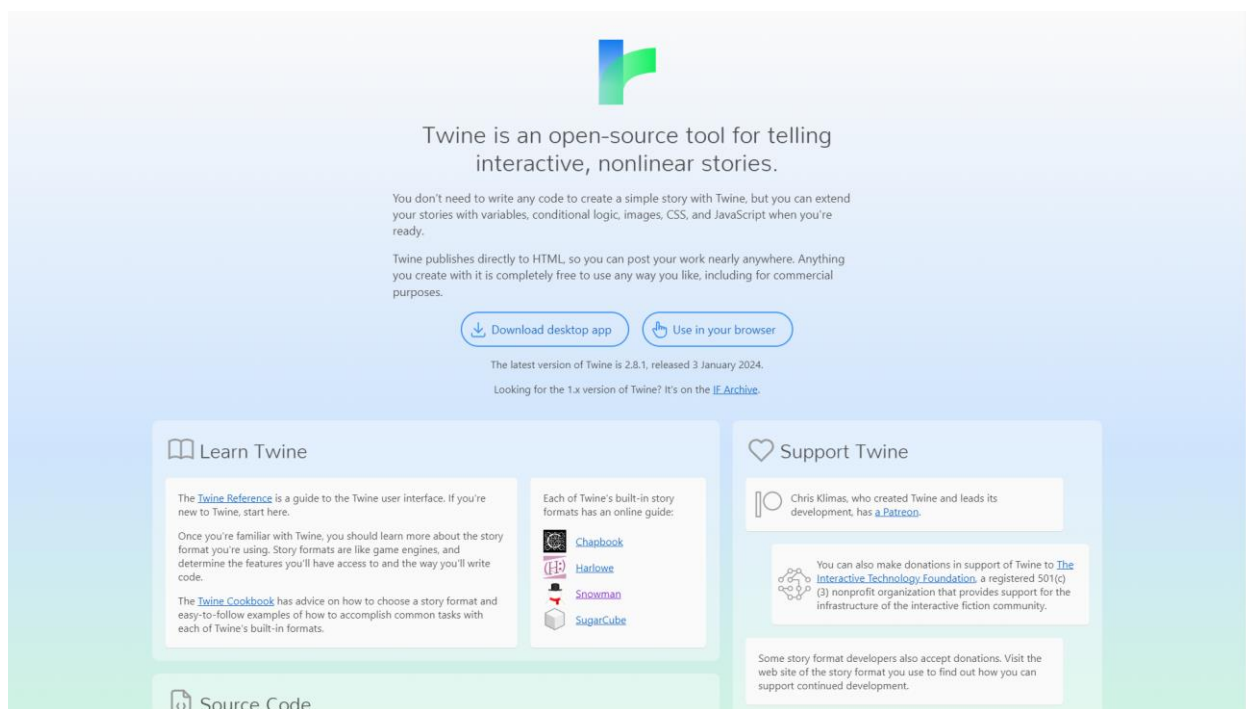 Twine is an open-source tool for telling
interactive, nonlinear stories.
You don't need to write any code to create a simple story with Twine, but you can extend
your stories with variables, conditional logic, images, CSS, and JavaScript when you're
ready.
Twine publishes directly to HTML, so you can post your work nearly anywhere. Anything
you create with it is completely free to use any way you like, including for commercial
purposes.
Download desktop app
Use in your browser
The latest version of Twine is 2.8.1, released 3 January 2024.
Looking for the 1.x version of Twine? It's on the IF Archive.
Learn Twine
The Twine Reference is a guide to the Twine user interface. If you're
new to Twine, start here.
Once you're familiar with Twine, you should learn more about the story
format you're using. Story formats are like game engines, and
determine the features you'll have access to and the way you'll write
code.
The Twine Cookbook has advice on how to choose a story format and
easy-to-follow examples of how to accomplish common tasks with
each of Twine's built-in formats.
Each of Twine's built-in story
formats has an online guide:
Chapbook
(H:) Harlowe
Snowman
SugarCube
Support Twine
Chris Klimas, who created Twine and leads its
development, has a Patreon.
You can also make donations in support of Twine to The
Interactive Technology Foundation, a registered 501(c)
(3) nonprofit organization that provides support for the
infrastructure of the interactive fiction community.
Some story format developers also accept donations. Visit the
web site of the story format you use to find out how you can
support continued development.
Source Code